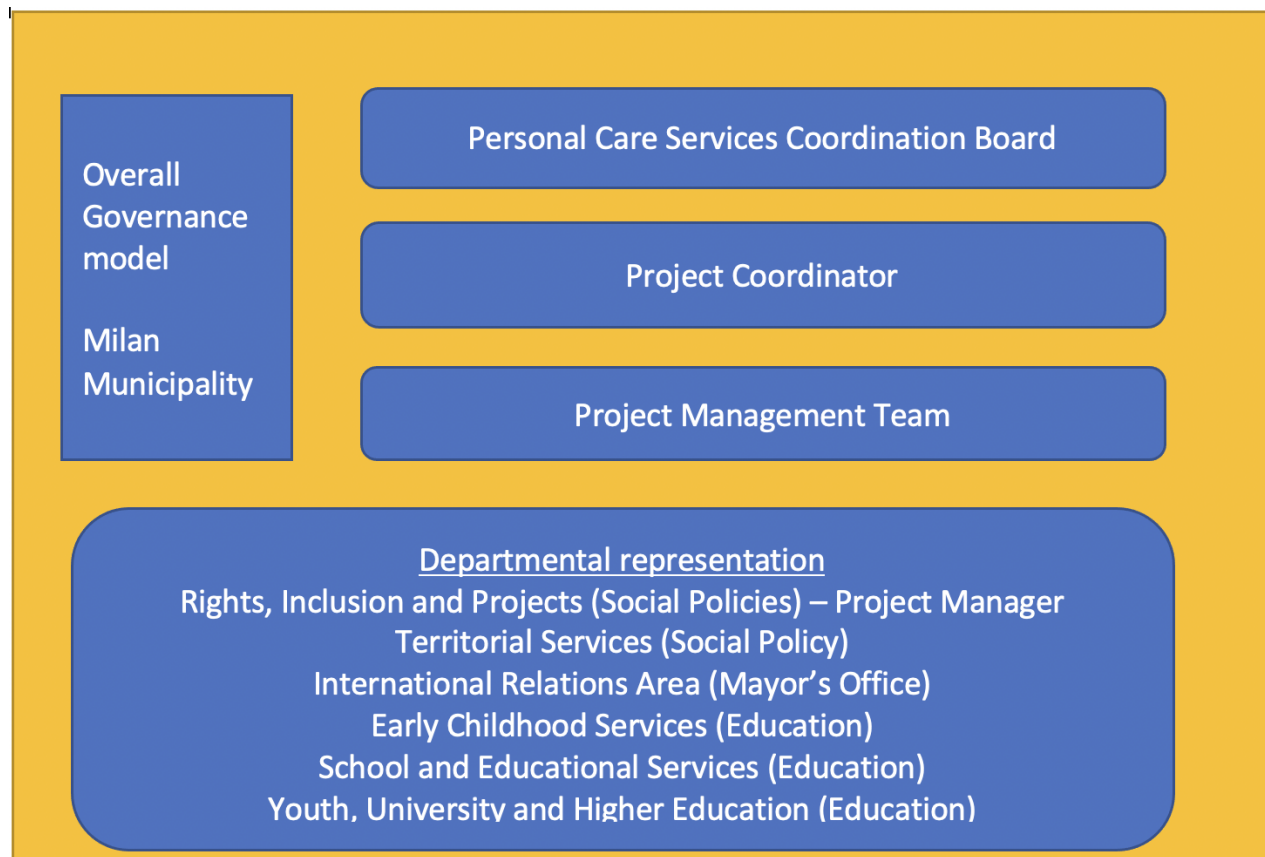 Overall
Governance
model
Milan
Municipality
Personal Care Services Coordination Board
Project Coordinator
Project Management Team
Departmental representation
Rights, Inclusion and Projects (Social Policies) – Project Manager
Territorial Services (Social Policy)
International Relations Area (Mayor’s Office)
Early Childhood Services (Education)
School and Educational Services (Education)
Youth, University and Higher Education (Education)